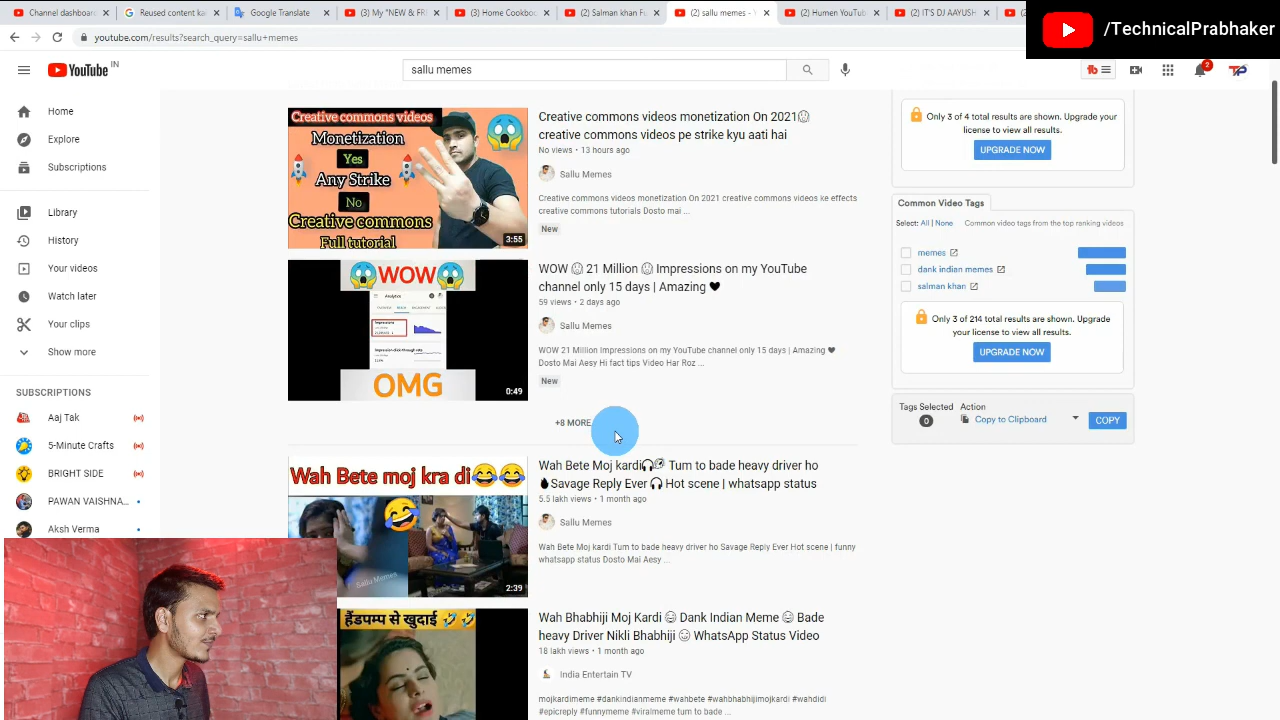 Channel dashboard
Reused content ka
Google Translate
(3) My "NEW & FR
(3) Home Cookbo
(2) Salman khan F
(2) sallu memes - Y
(2) Humen YouTub
(2) IT'S DJ AAYUSH
/TechnicalPrabhaker
youtube.com/results?search_query=sallu+memes
YouTube IN
sallu memes
2
TP
Home
Explore
Subscriptions
Library
History
Your videos
Watch later
Your clips
Show more
SUBSCRIPTIONS
Aaj Tak
5-Minute Crafts
BRIGHT SIDE
PAWAN VAISHNA...
Aksh Verma
Creative commons videos
Monetization
Yes
Any Strike
No
Creative commons
Full tutorial
3:55
Creative commons videos monetization On 2021
creative commons videos pe strike kyu aati hai
No views • 13 hours ago
Sallu Memes
Creative commons videos monetization On 2021 creative commons videos ke effects
creative commons tutorials Dosto mai ...
New
WOW
Analytics
Impressions
OMG
0:49
WOW 😱 21 Million 😱 Impressions on my YouTube
channel only 15 days | Amazing ♥
59 views • 2 days ago
Sallu Memes
WOW 21 Million Impressions on my YouTube channel only 15 days | Amazing ♥
Dosto Mai Aesy Hi fact tips Video Har Roz ...
New
+8 MORE
Wah Bete moj kra di😂😂
Sallu Memes
2:39
Wah Bete Moj kardi🎧 Tum to bade heavy driver ho
Savage Reply Ever 🎧 Hot scene | whatsapp status
5.5 lakh views • 1 month ago
Sallu Memes
Wah Bete Moj Kardi Tum to bade heavy driver ho Savage Reply Ever Hot scene | funny
whatsapp status Dosto Mai Aesy ...
हैंडपम्प से खुदाई 🤣🤣
Wah Bhabhiji Moj Kardi 😂 Dank Indian Meme 😂 Bade
heavy Driver Nikli Bhabhiji 😂 WhatsApp Status Video
18 lakh views • 1 month ago
India Entertain TV
mojkardimeme #dankindianmeme #wahbete #wahbhabhijimojkardi #wahdidi
#epicreply #funnymeme #viralmeme tum to bade ...
Only 3 of 4 total results are shown. Upgrade your
license to view all results.
UPGRADE NOW
Common Video Tags
Select: All | None Common video tags from the top ranking videos
memes
dank indian memes
salman khan
Only 3 of 214 total results are shown. Upgrade
your license to view all results.
UPGRADE NOW
Tags Selected Action
0 Copy to Clipboard COPY